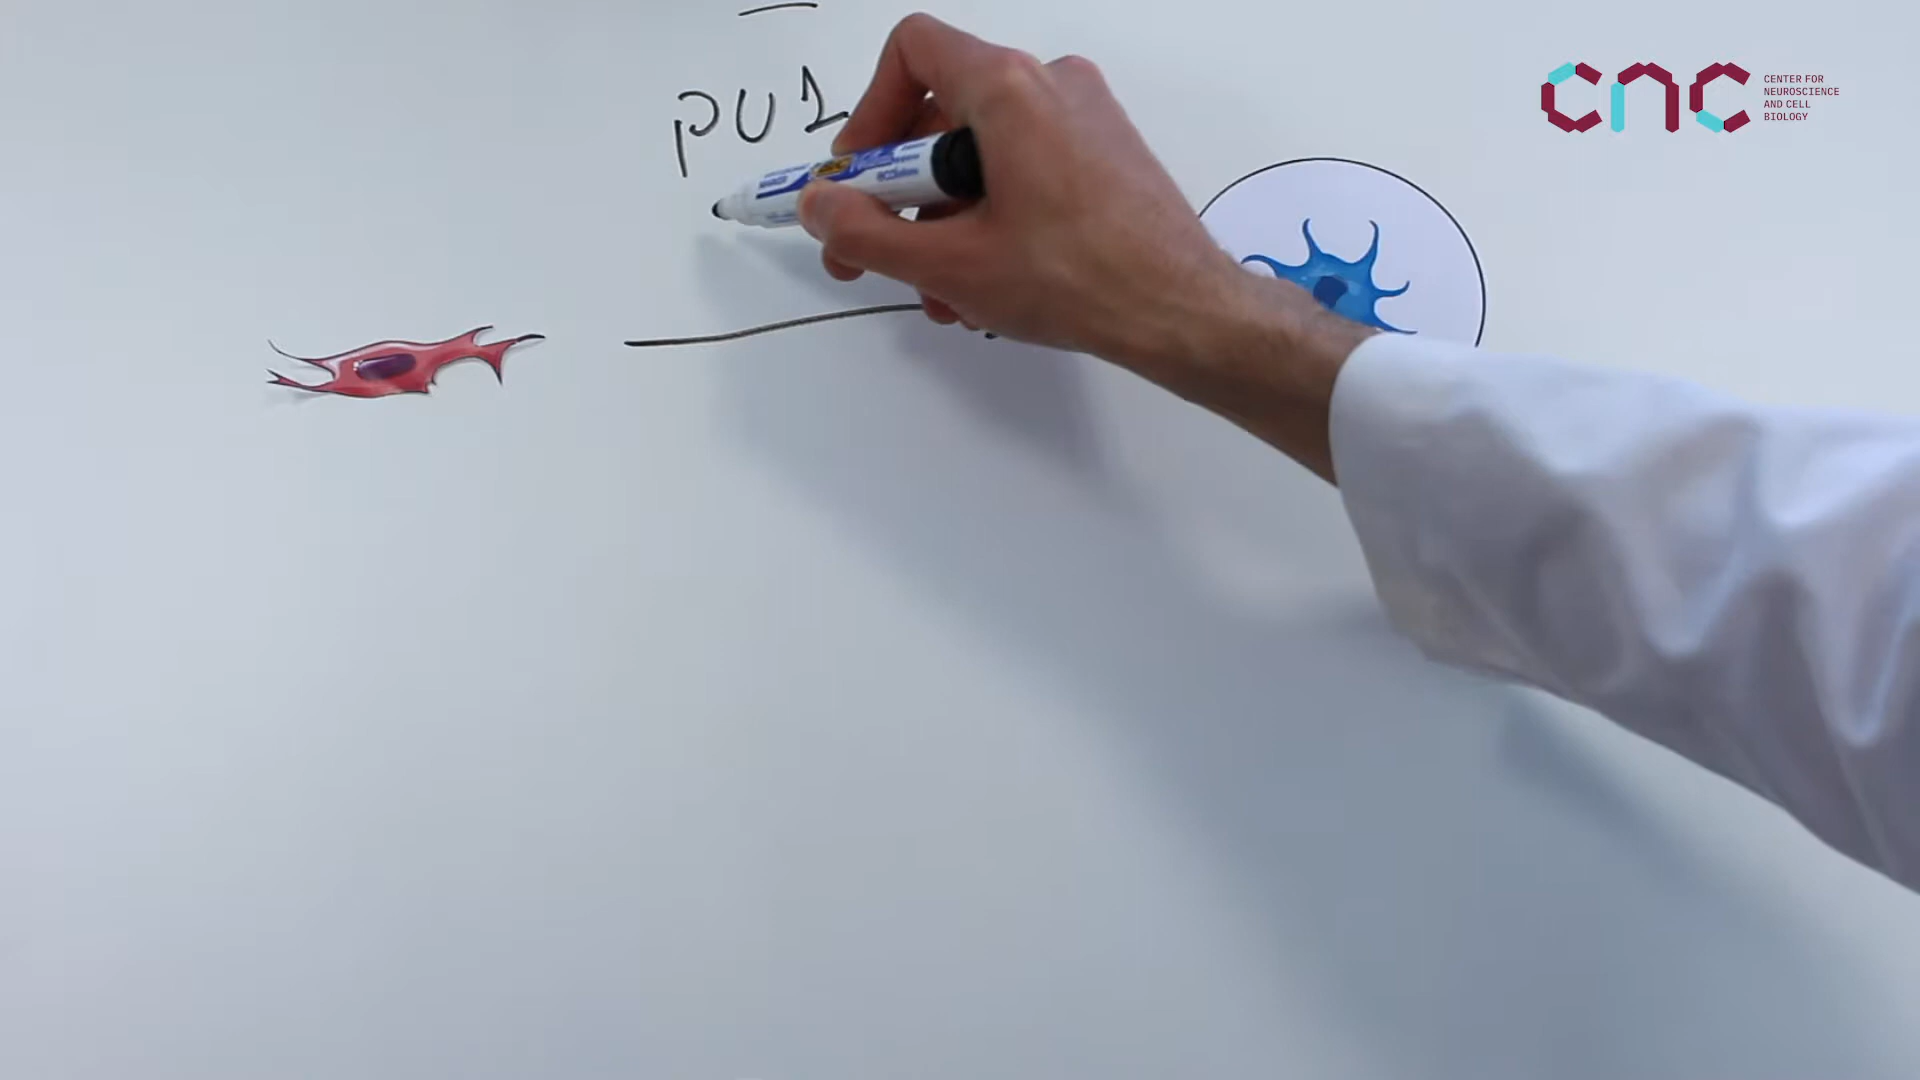 PU1
CNC
CENTER FOR
NEUROSCIENCE
AND CELL
BIOLOGY